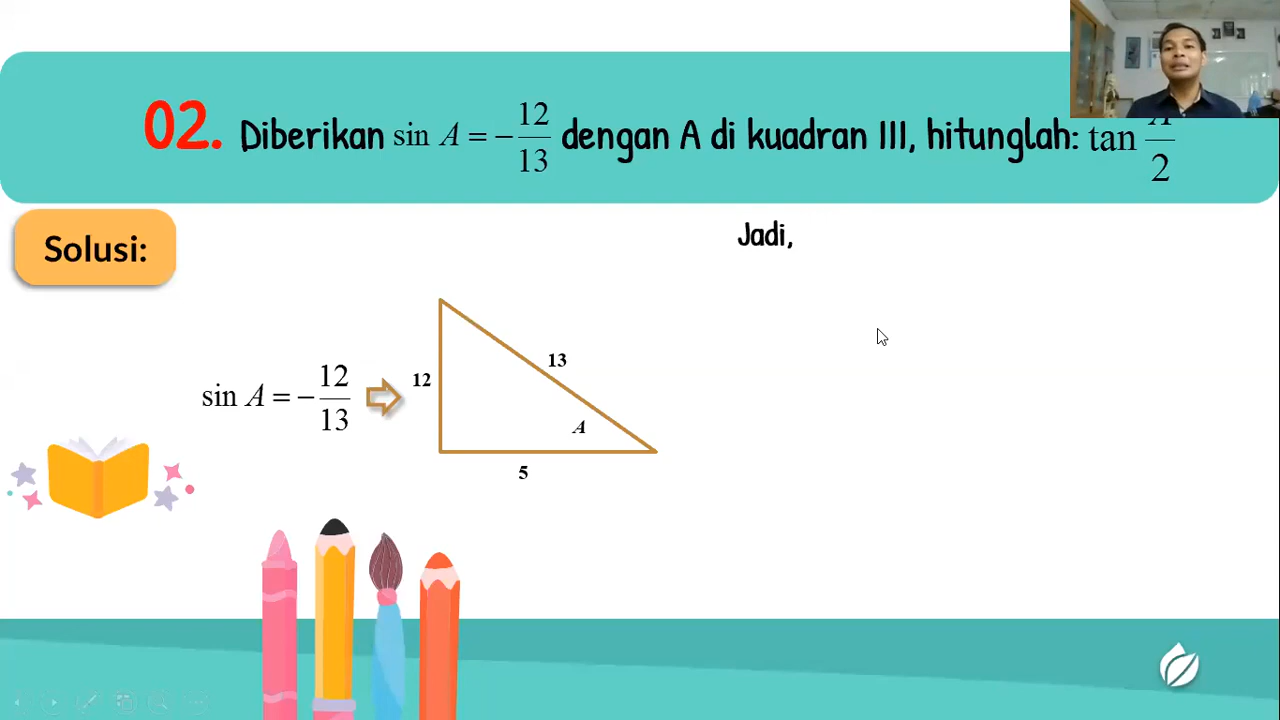 02. Diberikan sin A = - 12/13 dengan A di kuadran III, hitunglah: tan A/2
Solusi:
Jadi,
sin A = - 12/13
12
13
A
5